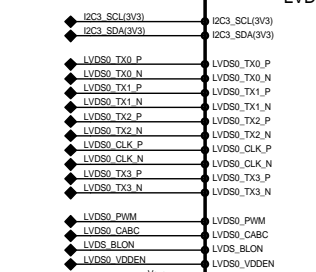 I2C3_SCL(3V3) I2C3_SCL(3V3)
I2C3_SDA(3V3) I2C3_SDA(3V3)
LVDS0_TX0_P LVDS0_TX0_P
LVDS0_TX0_N LVDS0_TX0_N
LVDS0_TX1_P LVDS0_TX1_P
LVDS0_TX1_N LVDS0_TX1_N
LVDS0_TX2_P LVDS0_TX2_P
LVDS0_TX2_N LVDS0_TX2_N
LVDS0_CLK_P LVDS0_CLK_P
LVDS0_CLK_N LVDS0_CLK_N
LVDS0_TX3_P LVDS0_TX3_P
LVDS0_TX3_N LVDS0_TX3_N
LVDS0_PWM LVDS0_PWM
LVDS0_CABC LVDS0_CABC
LVDS_BLON LVDS_BLON
LVDS0_VDDEN LVDS0_VDDEN